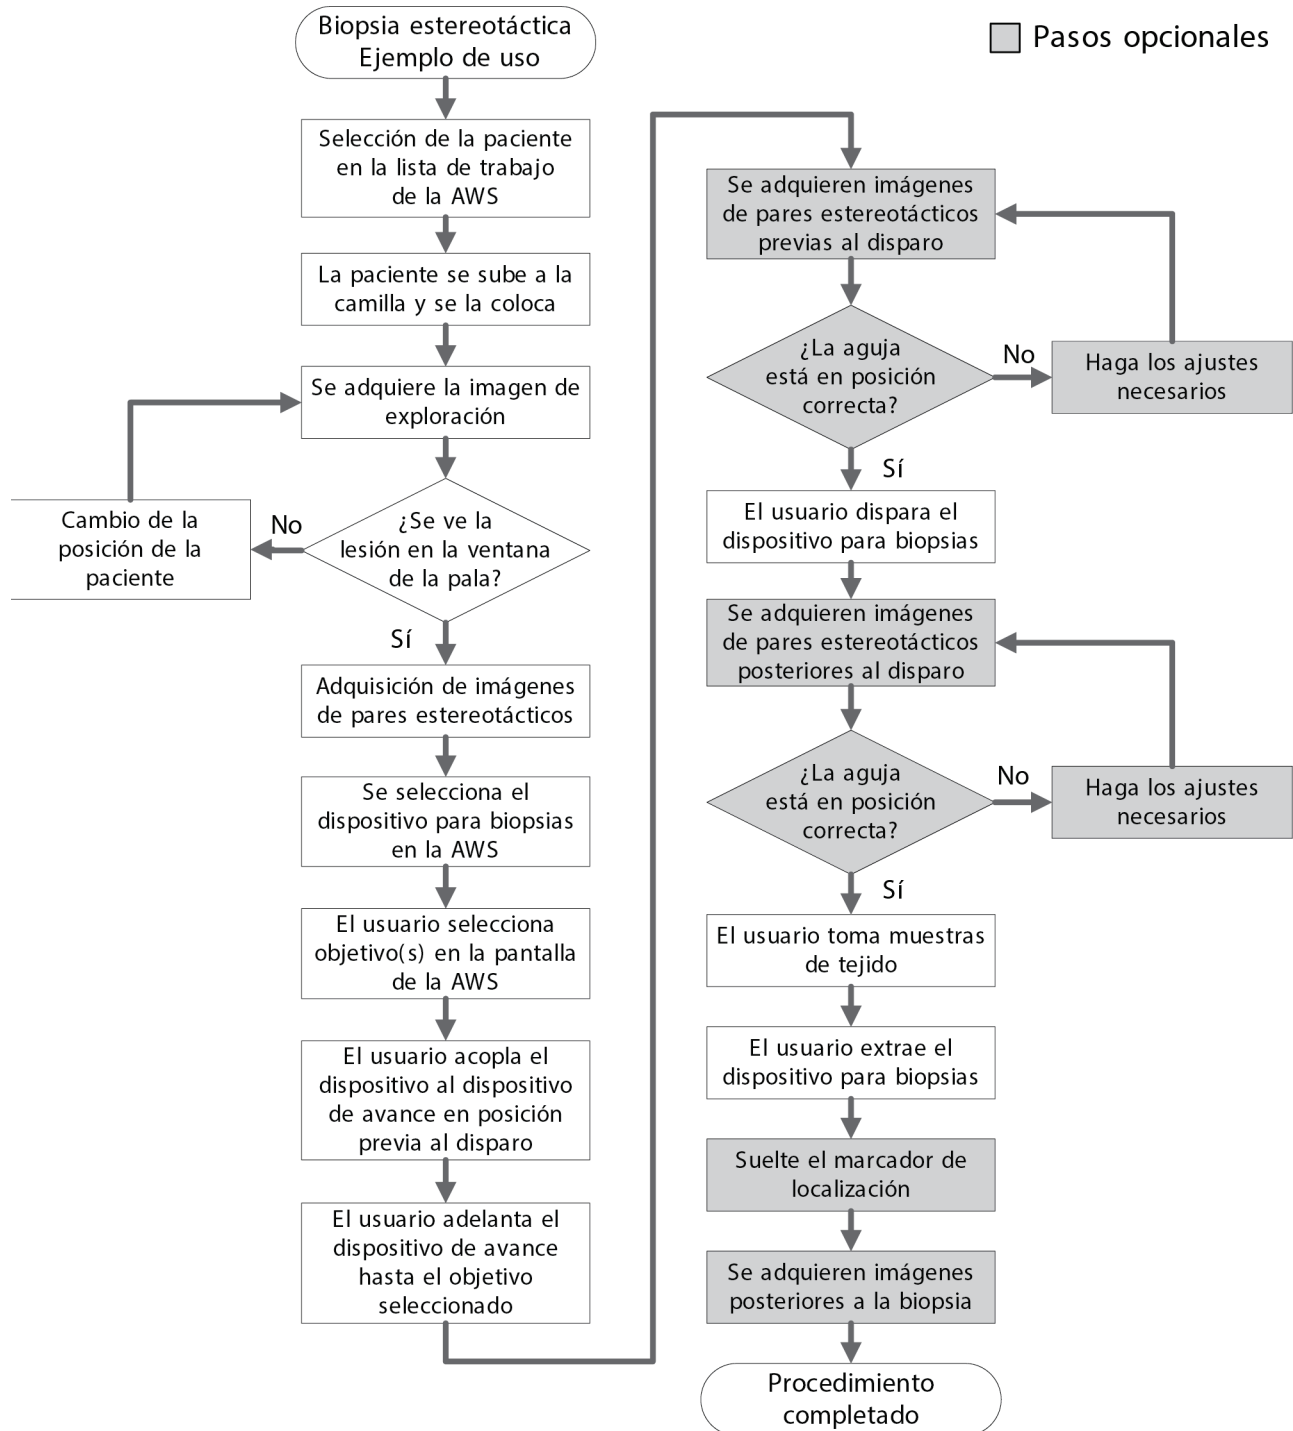 Biopsia estereotáctica
Ejemplo de uso
Pasos opcionales
Selección de la paciente
en la lista de trabajo
de la AWS
La paciente se sube a la
camilla y se la coloca
Se adquiere la imagen de
exploración
¿Se ve la
lesión en la ventana
de la pala?
No
Cambio de la
posición de la
paciente
Sí
Adquisición de imágenes
de pares estereotácticos
Se selecciona el
dispositivo para biopsias
en la AWS
El usuario selecciona
objetivo(s) en la pantalla
de la AWS
El usuario acopla el
dispositivo al dispositivo
de avance en posición
previa al disparo
El usuario adelanta el
dispositivo de avance
hasta el objetivo
seleccionado
Se adquieren imágenes
de pares estereotácticos
previas al disparo
¿La aguja
está en posición
correcta?
No
Haga los ajustes
necesarios
Sí
El usuario dispara el
dispositivo para biopsias
Se adquieren imágenes
de pares estereotácticos
posteriores al disparo
¿La aguja
está en posición
correcta?
No
Haga los ajustes
necesarios
Sí
El usuario toma muestras
de tejido
El usuario extrae el
dispositivo para biopsias
Suelte el marcador de
localización
Se adquieren imágenes
posteriores a la biopsia
Procedimiento
completado